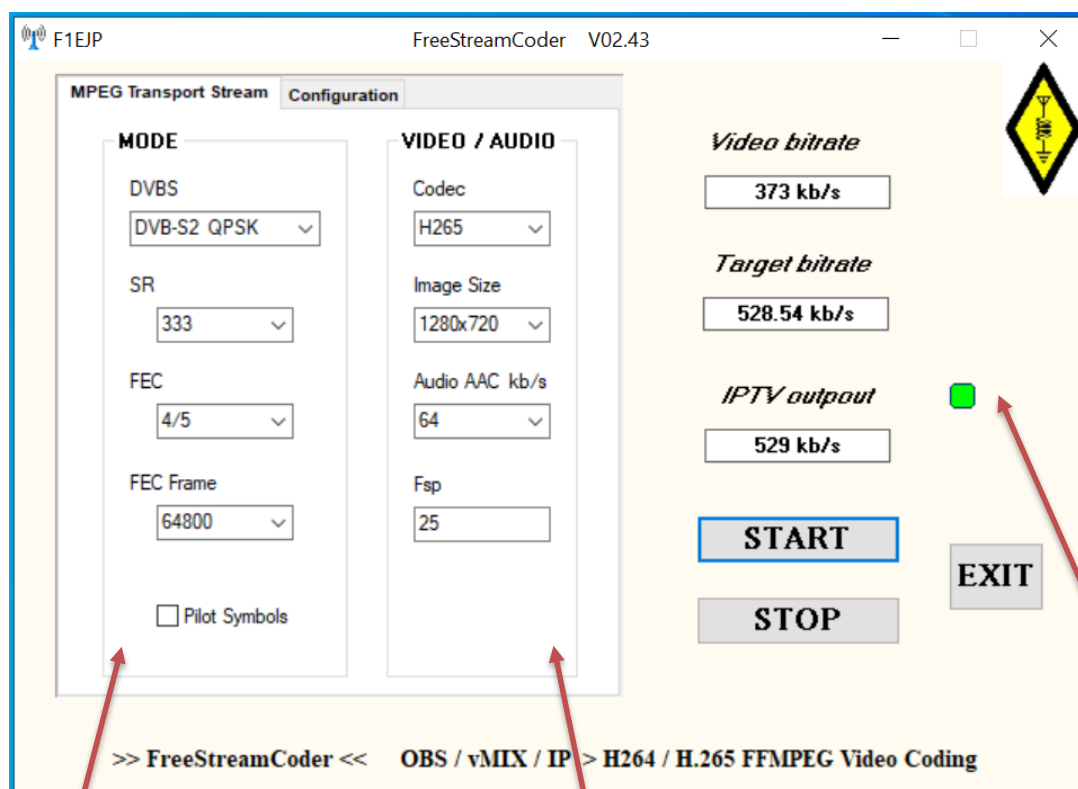 F1EJP FreeStreamCoder V02.43
MPEG Transport Stream Configuration
MODE
DVBS
DVB-S2 QPSK
SR
333
FEC
4/5
FEC Frame
64800
Pilot Symbols
VIDEO / AUDIO
Codec
H265
Image Size
1280x720
Audio AAC kb/s
64
Fsp
25
Video bitrate
373 kb/s
Target bitrate
528.54 kb/s
IPTV outpout
529 kb/s
START
STOP
EXIT
>> FreeStreamCoder << OBS / vMIX / IP > H264 / H.265 FFMPEG Video Coding